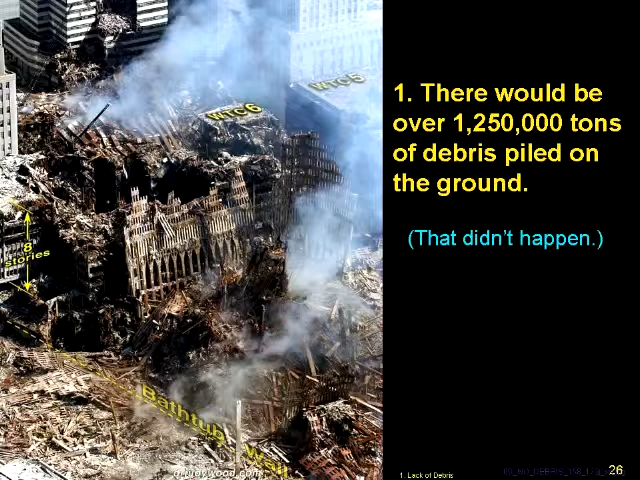 WTC6
WTC5
8
stories
Bathtub
Wall
1. There would be
over 1,250,000 tons
of debris piled on
the ground.
(That didn't happen.)
1. Lack of Debris
26